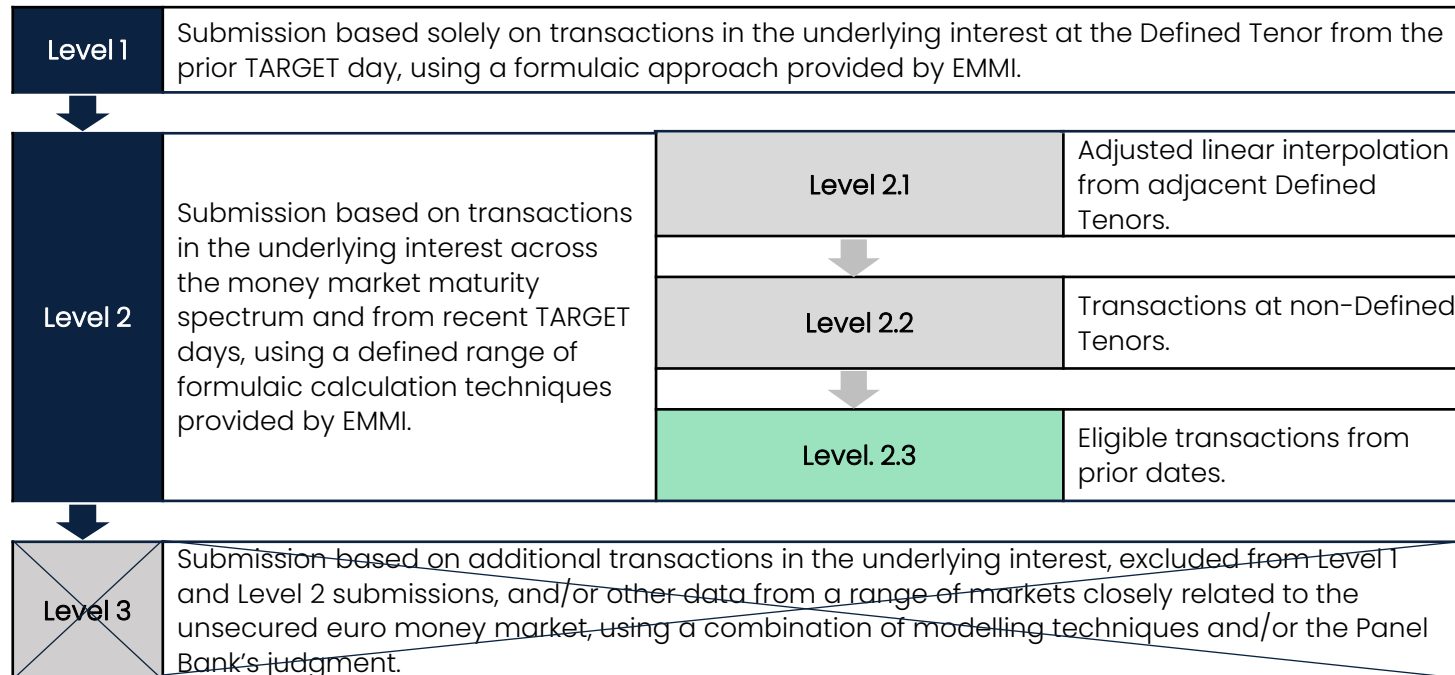 Level 1
Submission based solely on transactions in the underlying interest at the Defined Tenor from the
prior TARGET day, using a formulaic approach provided by EMMI.
Level 2
Submission based on transactions
in the underlying interest across
the money market maturity
spectrum and from recent TARGET
days, using a defined range of
formulaic calculation techniques
provided by EMMI.
Level 2.1
Adjusted linear interpolation
from adjacent Defined
Tenors.
Level 2.2
Transactions at non-Defined
Tenors.
Level. 2.3
Eligible transactions from
prior dates.
Level 3
Submission based on additional transactions in the underlying interest, excluded from Level 1
and Level 2 submissions, and/or other data from a range of markets closely related to the
unsecured euro money market, using a combination of modelling techniques and/or the Panel
Bank's judgment.